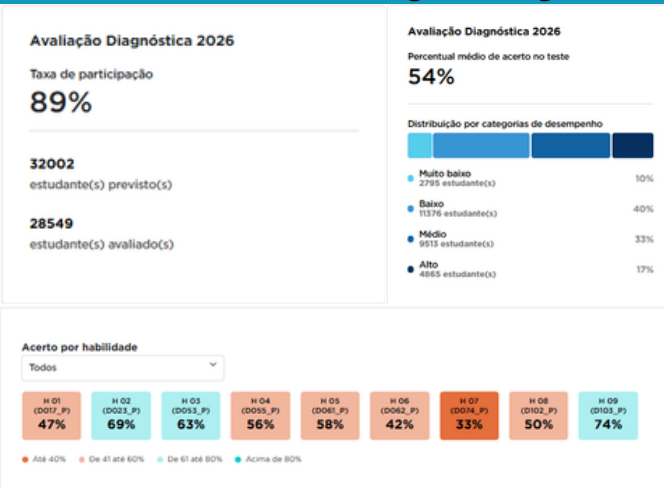 Avaliação Diagnóstica 2026
Taxa de participação
89%
32002
estudante(s) previsto(s)
28549
estudante(s) avaliado(s)
Avaliação Diagnóstica 2026
Percentual médio de acerto no teste
54%
Distribuição por categorias de desempenho
Muito baixo
2795 estudante(s) 10%
Baixo
11376 estudante(s) 40%
Médio
9513 estudante(s) 33%
Alto
4865 estudante(s) 17%
Acerto por habilidade
Todos
H 01 (D017_P) 47%
H 02 (D023_P) 69%
H 03 (D053_P) 63%
H 04 (D055_P) 56%
H 05 (D061_P) 58%
H 06 (D062_P) 42%
H 07 (D074_P) 33%
H 08 (D102_P) 50%
H 09 (D103_P) 74%
Até 40% De 41 até 60% De 61 até 80% Acima de 80%